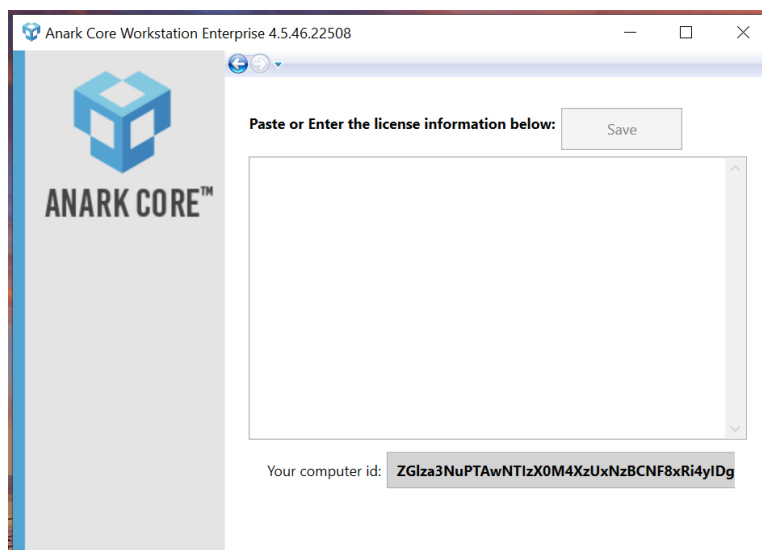 Anark Core Workstation Enterprise 4.5.46.22508
Paste or Enter the license information below:
Save
ANARK CORE™
Your computer id: ZGlza3NuPTAwNTIzX0M4XzUxNzBCNF8xRi4yIDg